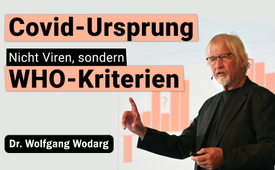 Covid-Ursprung
Nicht Viren, sondern
WHO-Kriterien
?
Dr. Wolfgang Wodarg